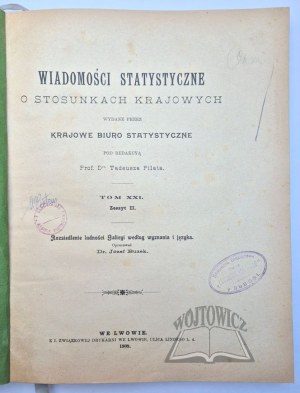 WIADOMOŚCI STATYSTYCZNE
O STOSUNKACH KRAJOWYCH
WYDANE PRZEZ
KRAJOWE BIURO STATYSTYCZNE
POD REDAKCYĄ
Prof. Dra Tadeusza Pilata.
TOM XXI.
Zeszyt II.
Rozsiedlenie ludności Galicyi według wyznania i języka.
Opracował
Dr. Józef Buzek.
WE LWOWIE.
Z I. ZWIĄZKOWEJ DRUKARNI WE LWOWIE, ULICA LINDEGO L. 4.
1909.
WÓJTOWICZ